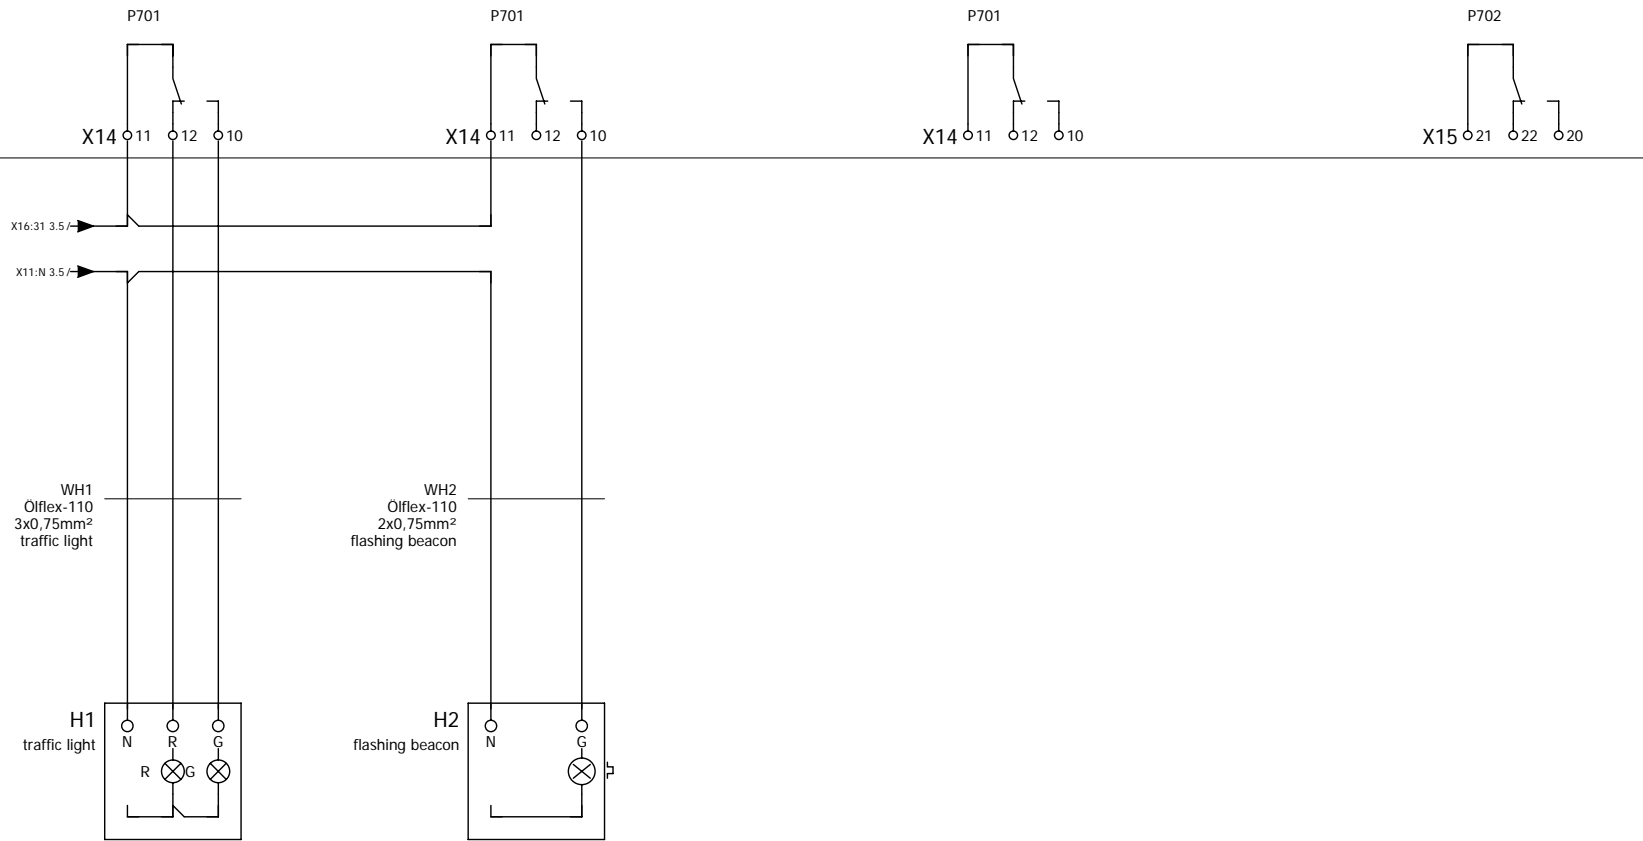 P701 P701 P701 P702
X14 11 12 10 X14 11 12 10 X14 11 12 10 X15 21 22 20
X16:31 3.5/
X11:N 3.5/
WH1
Ölflex-110
3x0,75mm²
traffic light
WH2
Ölflex-110
2x0,75mm²
flashing beacon
H1
traffic light
N R G
R G
H2
flashing beacon
N G